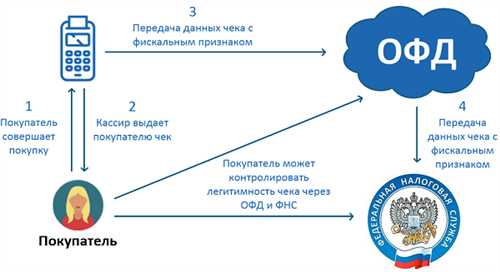 3
Передача данных чека с
фискальным признаком
ОФД
1
Покупатель
совершает
покупку
2
Кассир выдает
покупателю чек
4
Передача
данных чека с
фискальным
признаком
Покупатель может
контролировать
легитимность чека через
ОФД и ФНС
Покупатель
ФЕДЕРАЛЬНАЯ НАЛОГОВАЯ СЛУЖБА